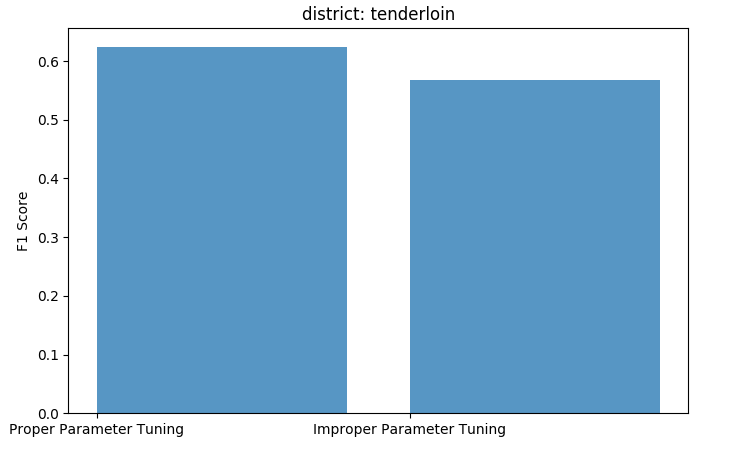 district: tenderloin
F1 Score
0.6
0.5
0.4
0.3
0.2
0.1
0.0
Proper Parameter Tuning
Improper Parameter Tuning